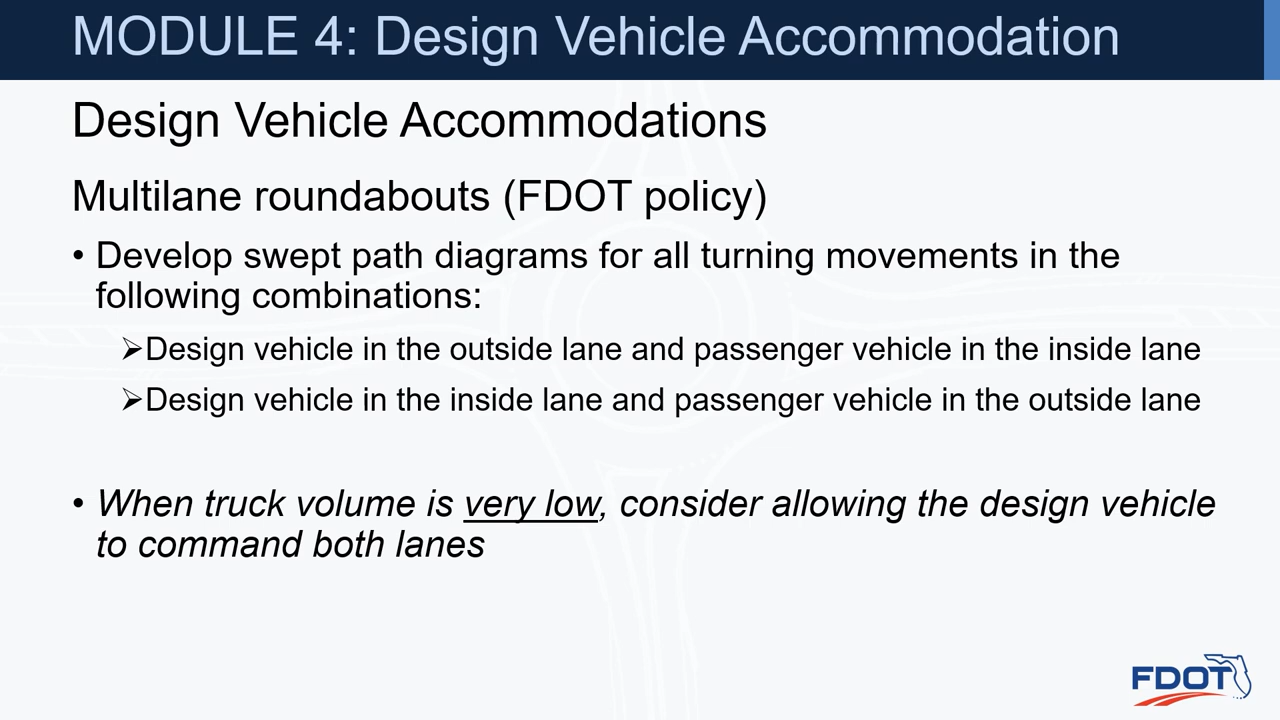 MODULE 4: Design Vehicle Accommodation
Design Vehicle Accommodations
Multilane roundabouts (FDOT policy)
• Develop swept path diagrams for all turning movements in the
following combinations:
➢Design vehicle in the outside lane and passenger vehicle in the inside lane
➢Design vehicle in the inside lane and passenger vehicle in the outside lane
• When truck volume is very low, consider allowing the design vehicle
to command both lanes
FDOT